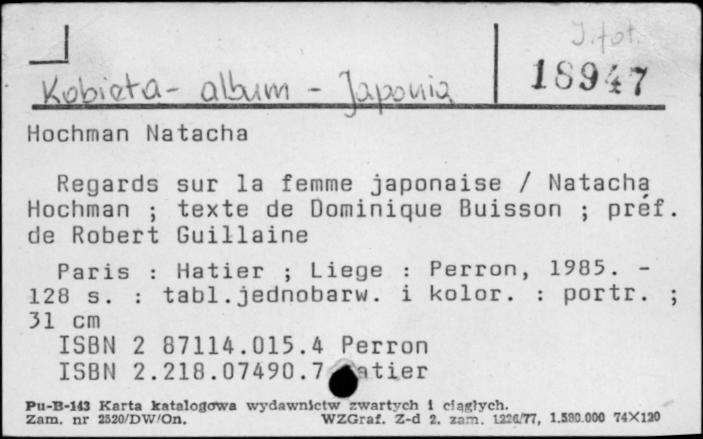 J. fot.
18947
Kobieta - album - Japonia
Hochman Natacha
Regards sur la femme japonaise / Natacha
Hochman ; texte de Dominique Buisson ; préf.
de Robert Guillaine
Paris : Hatier ; Liege : Perron, 1985. -
128 s. : tabl.jednobarw. i kolor. : portr. ;
31 cm
ISBN 2 87114.015.4 Perron
ISBN 2.218.07490.7 Hatier
Pu-B-143 Karta katalogowa wydawnictw zwartych i ciągłych.
Zam. nr 2520/DW/On. WZGraf. Z-d 2, zam. 1226/77, 1.580.000 74×120